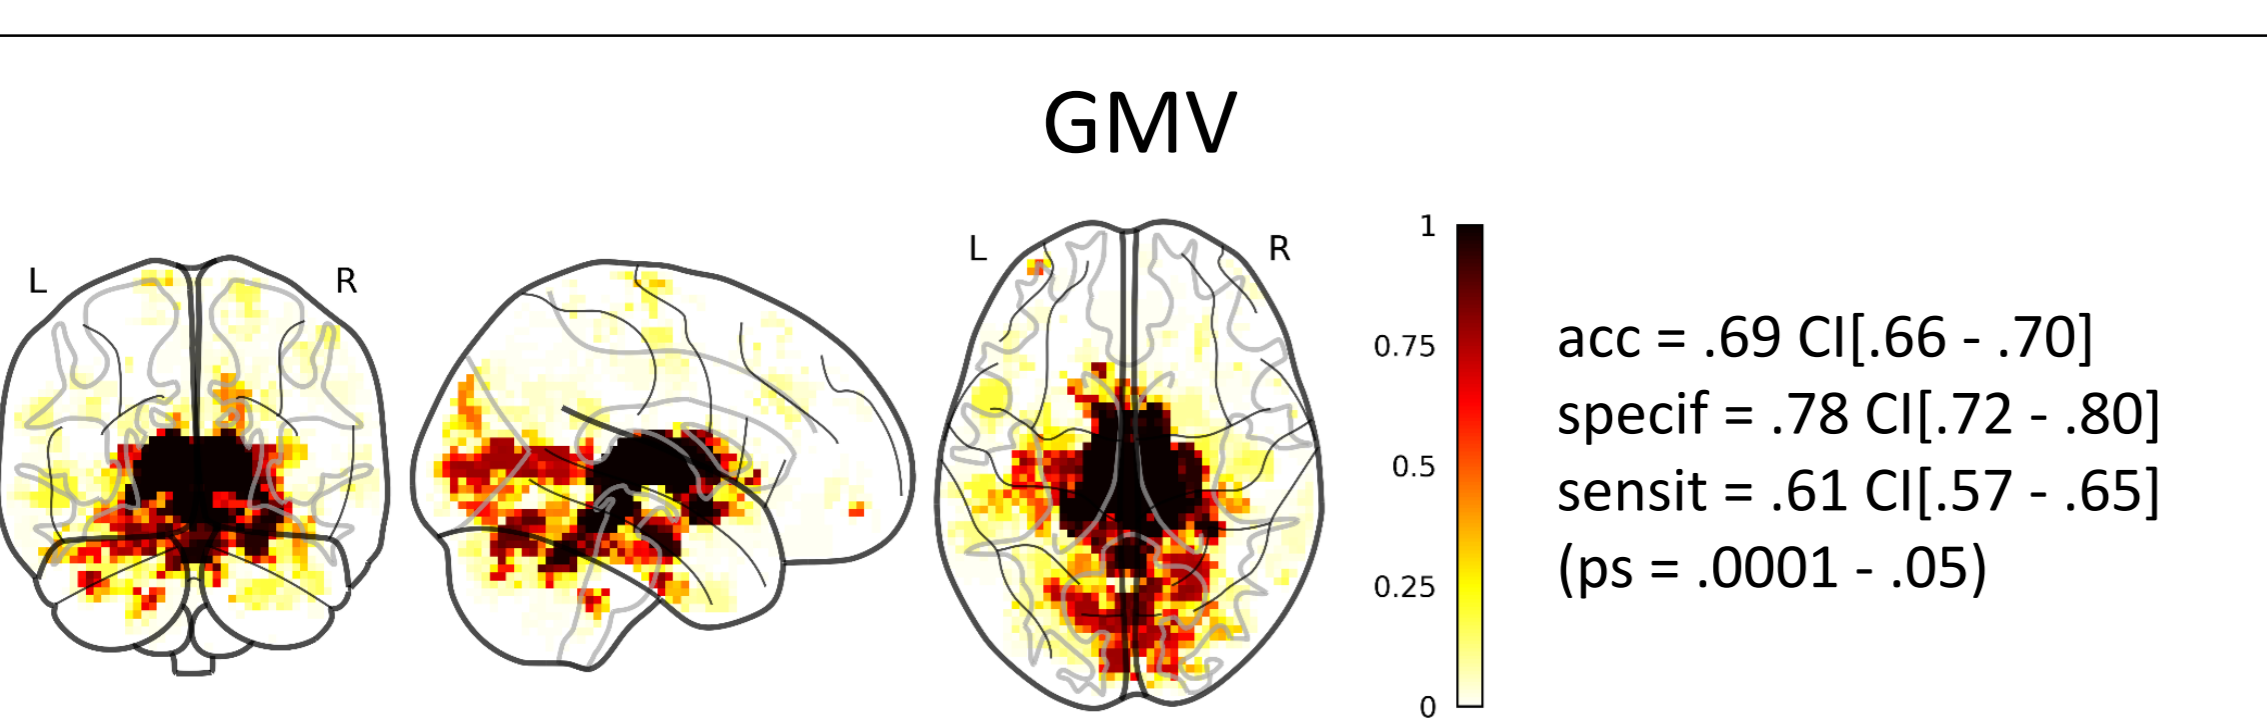 GMV
L
R
L
R
1
0.75
0.5
0.25
0
acc = .69 CI[.66 - .70]
specif = .78 CI[.72 - .80]
sensit = .61 CI[.57 - .65]
(ps = .0001 - .05)